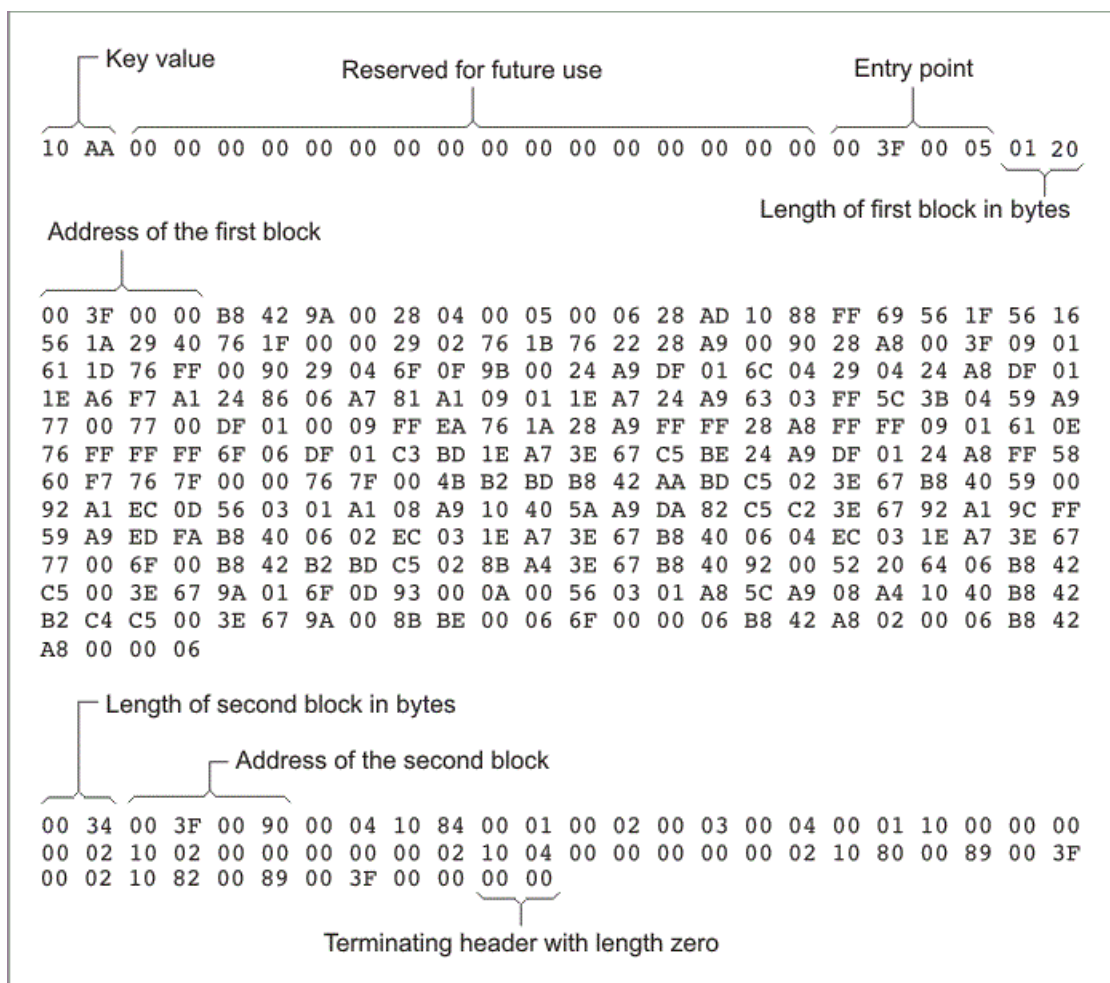 Key value
Reserved for future use
Entry point
10 AA 00 00 00 00 00 00 00 00 00 00 00 00 00 00 00 00 00 3F 00 05 01 20
Length of first block in bytes
Address of the first block
00 3F 00 00 B8 42 9A 00 28 04 00 05 00 06 28 AD 10 88 FF 69 56 1F 56 16
56 1A 29 40 76 1F 00 00 29 02 76 1B 76 22 28 A9 00 90 28 A8 00 3F 09 01
61 1D 76 FF 00 90 29 04 6F 0F 9B 00 24 A9 DF 01 6C 04 29 04 24 A8 DF 01
1E A6 F7 A1 24 86 06 A7 81 A1 09 01 1E A7 24 A9 63 03 FF 5C 3B 04 59 A9
77 00 77 00 DF 01 00 09 FF EA 76 1A 28 A9 FF FF 28 A8 FF FF 09 01 61 0E
76 FF FF FF 6F 06 DF 01 C3 BD 1E A7 3E 67 C5 BE 24 A9 DF 01 24 A8 FF 58
60 F7 76 7F 00 00 76 7F 00 4B B2 BD B8 42 AA BD C5 02 3E 67 B8 40 59 00
92 A1 EC 0D 56 03 01 A1 08 A9 10 40 5A A9 DA 82 C5 C2 3E 67 92 A1 9C FF
59 A9 ED FA B8 40 06 02 EC 03 1E A7 3E 67 B8 40 06 04 EC 03 1E A7 3E 67
77 00 6F 00 B8 42 B2 BD C5 02 8B A4 3E 67 B8 40 92 00 52 20 64 06 B8 42
C5 00 3E 67 9A 01 6F 0D 93 00 0A 00 56 03 01 A8 5C A9 08 A4 10 40 B8 42
B2 C4 C5 00 3E 67 9A 00 8B BE 00 06 6F 00 00 06 B8 42 A8 02 00 06 B8 42
A8 00 00 06
Length of second block in bytes
Address of the second block
00 34 00 3F 00 90 00 04 10 84 00 01 00 02 00 03 00 04 00 01 10 00 00 00
00 02 10 02 00 00 00 00 00 02 10 04 00 00 00 00 00 02 10 80 00 89 00 3F
00 02 10 82 00 89 00 3F 00 00 00 00
Terminating header with length zero